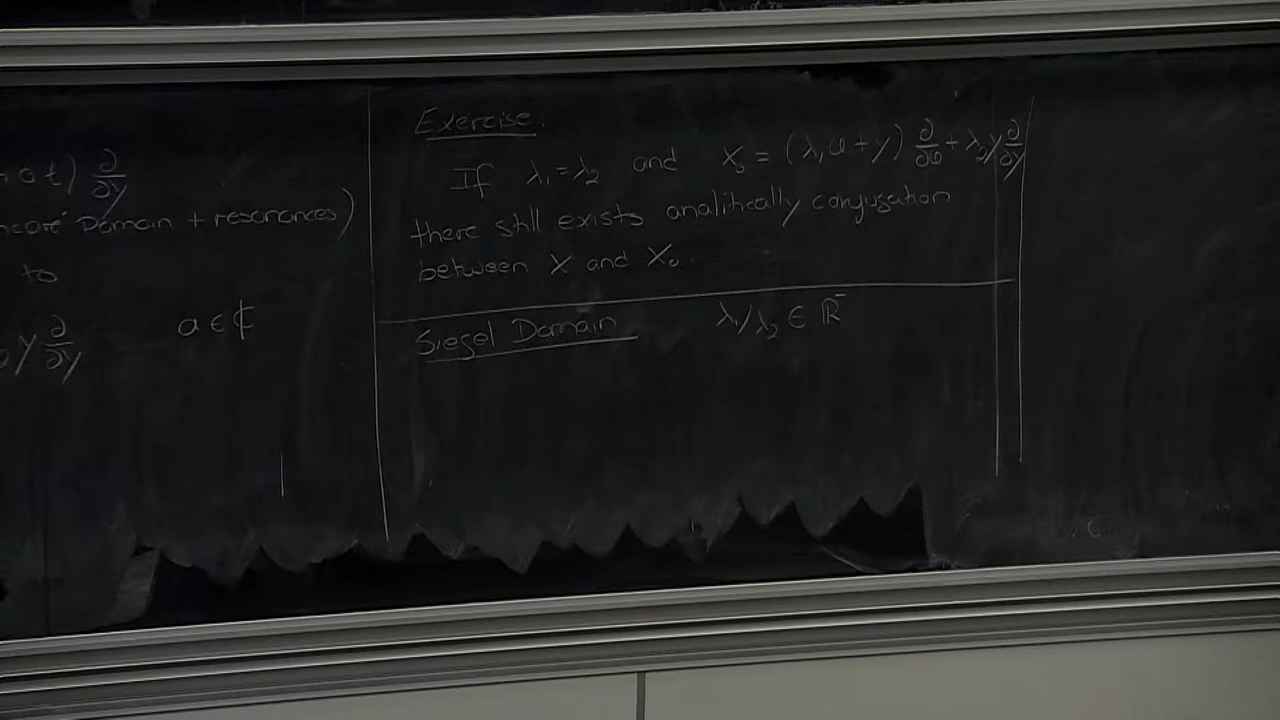 o t) ∂/∂y
Domain + resonances)
to
y ∂/∂y a ∈ ℂ
Exercise:
If λ₁=λ₂ and X₀ = (λ₁x + y) ∂/∂x + λ₂y ∂/∂y
there still exists analitically conjugation
between X and X₀.
Siegel Domain λ₁/λ₂ ∈ ℝ⁻